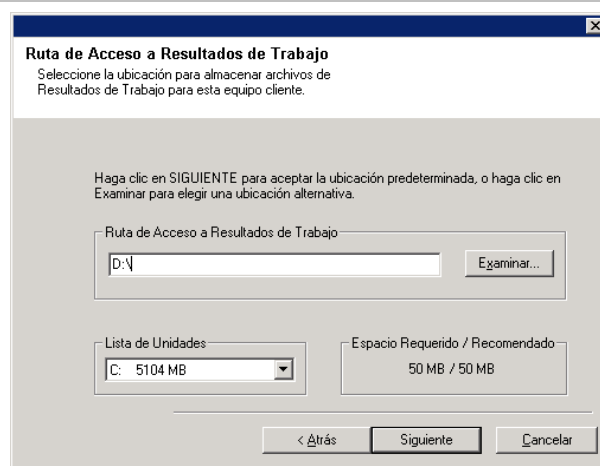 Ruta de Acceso a Resultados de Trabajo
Seleccione la ubicación para almacenar archivos de
Resultados de Trabajo para esta equipo cliente.
Haga clic en SIGUIENTE para aceptar la ubicación predeterminada, o haga clic en
Examinar para elegir una ubicación alternativa.
Ruta de Acceso a Resultados de Trabajo
D:\
Examinar...
Lista de Unidades
C: 5104 MB
Espacio Requerido / Recomendado
50 MB / 50 MB
< Atrás
Siguiente
Cancelar